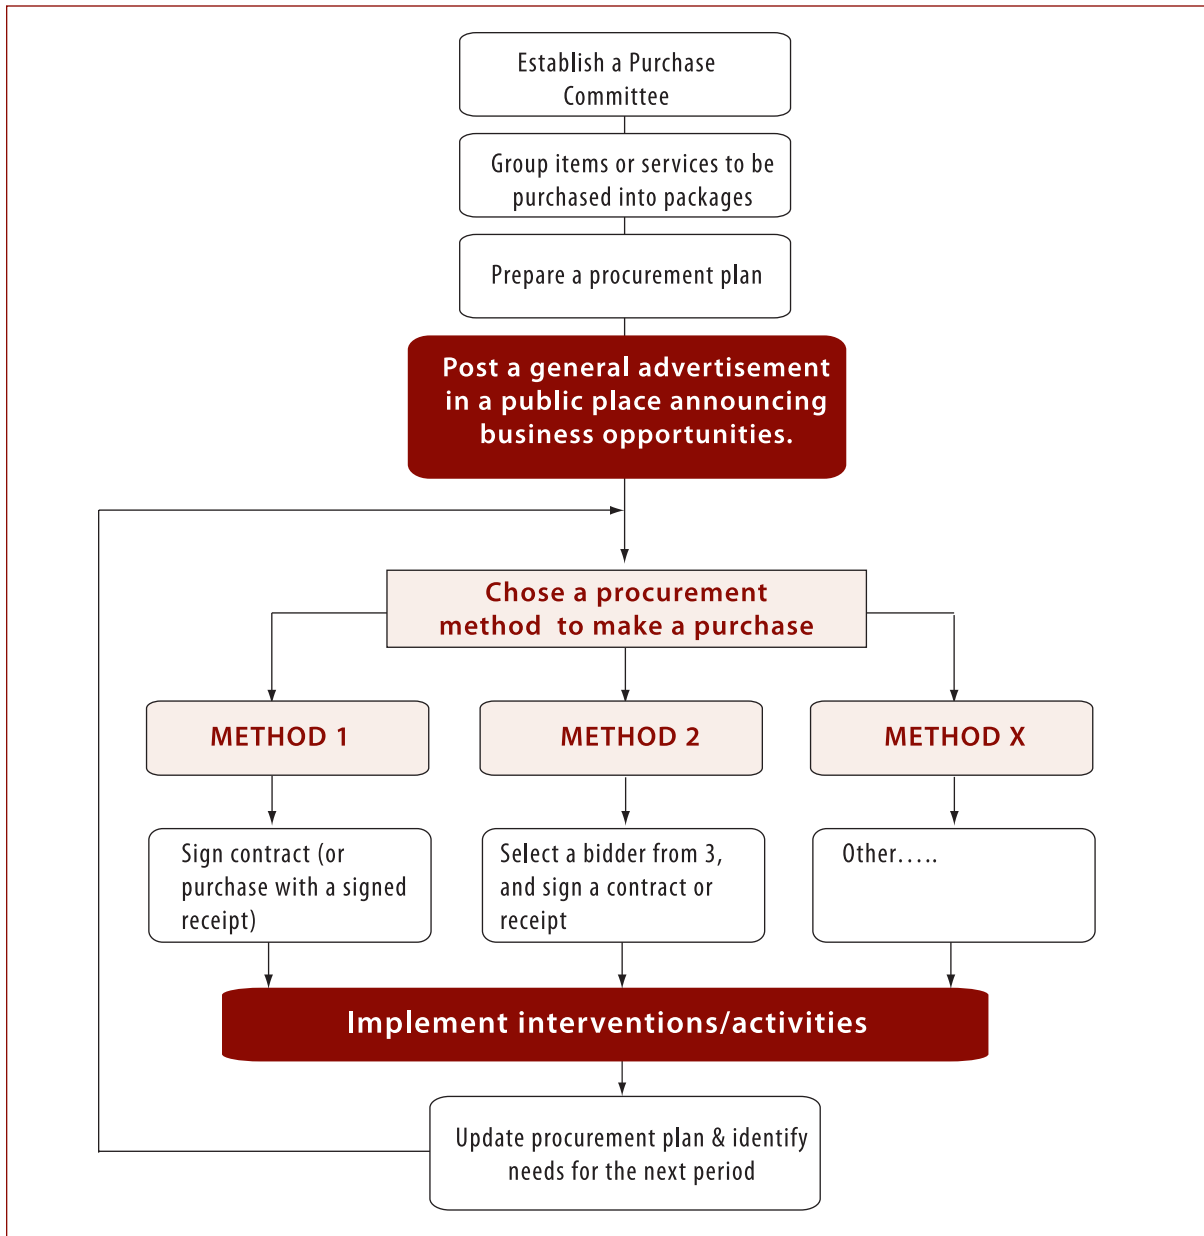 Establish a Purchase
Committee
Group items or services to be
purchased into packages
Prepare a procurement plan
Post a general advertisement
in a public place announcing
business opportunities.
Chose a procurement
method to make a purchase
METHOD 1
METHOD 2
METHOD X
Sign contract (or
purchase with a signed
receipt)
Select a bidder from 3,
and sign a contract or
receipt
Other.....
Implement interventions/activities
Update procurement plan & identify
needs for the next period